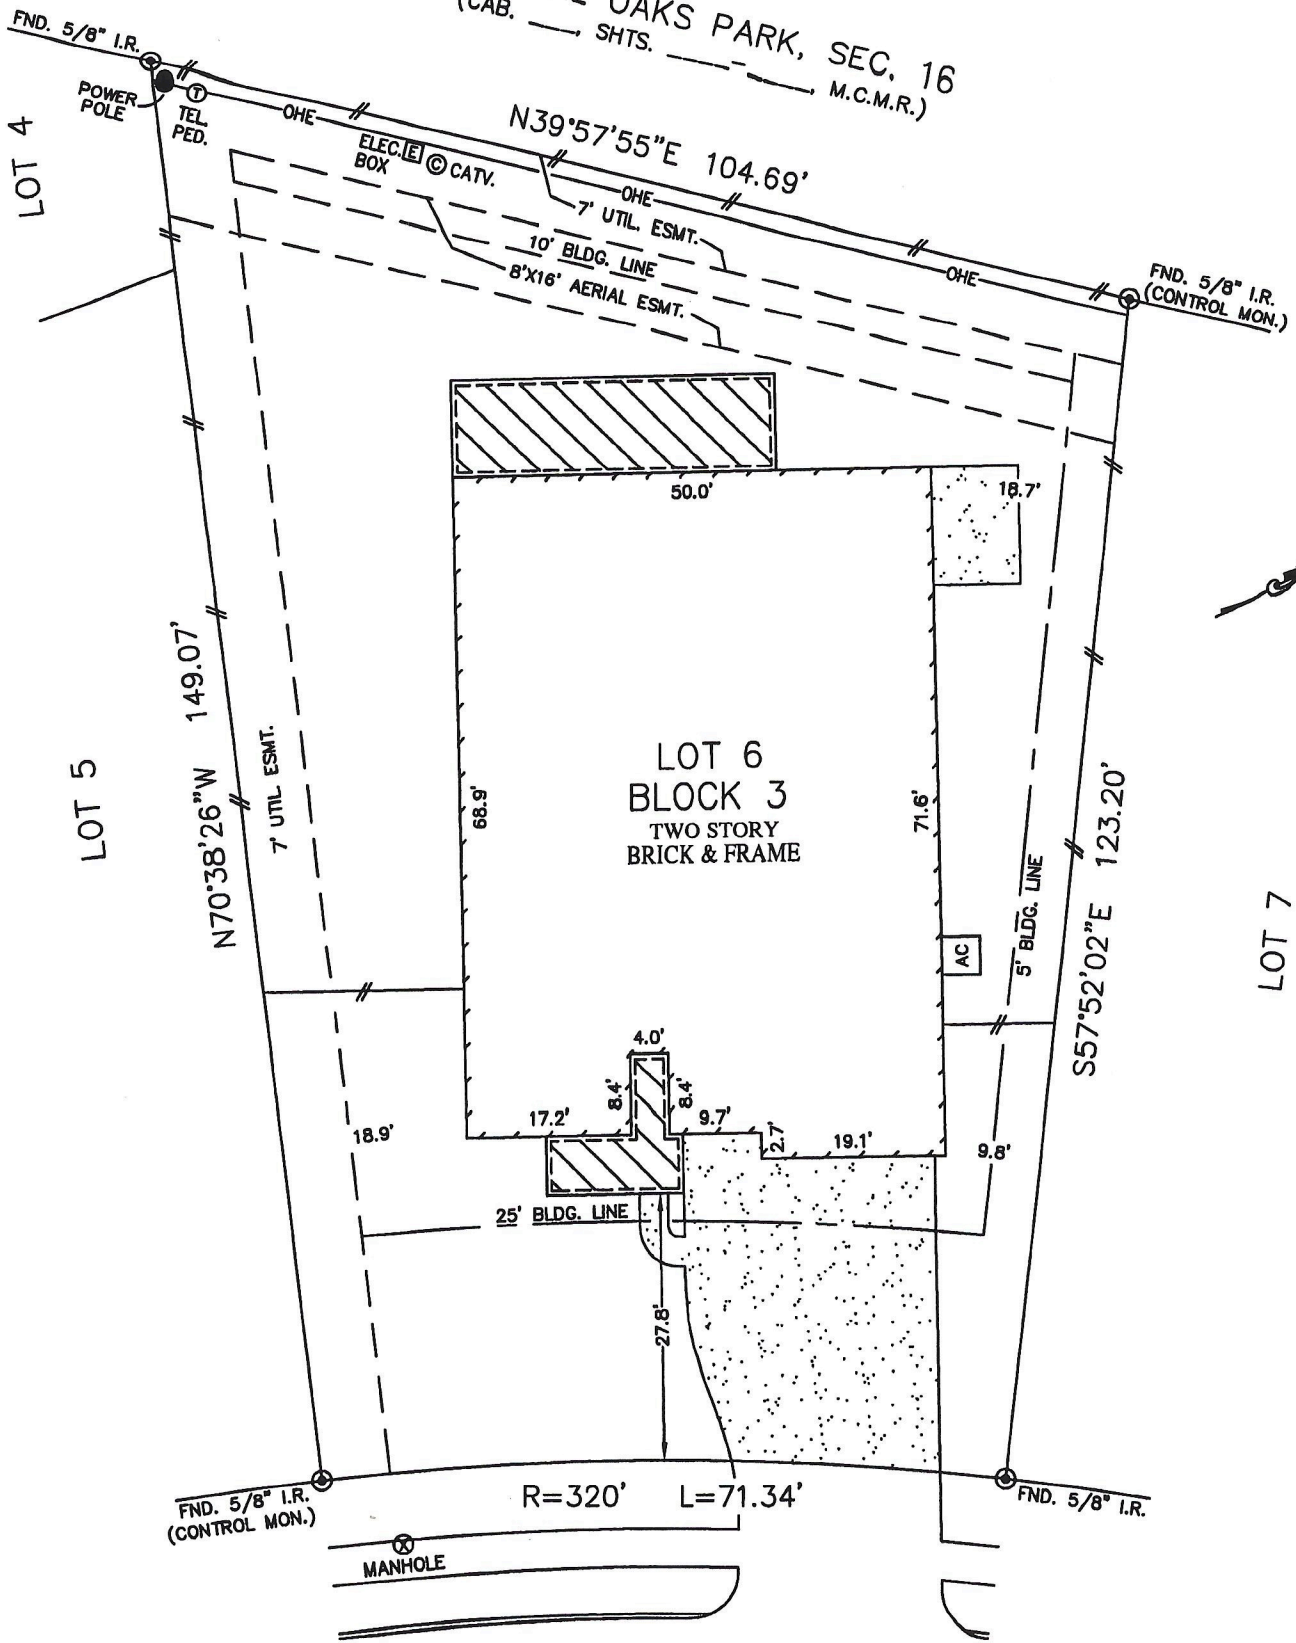 OAKS PARK, SEC. 16
(CAB. ____, SHTS. ____-____, M.C.M.R.)
FND. 5/8" I.R.
POWER
POLE
T
TEL.
PED.
OHE
ELEC.
BOX
E
C
CATV.
N39°57'55"E 104.69'
OHE
7' UTIL. ESMT.
10' BLDG. LINE
8'X16' AERIAL ESMT.
OHE
FND. 5/8" I.R.
(CONTROL MON.)
LOT 4
50.0'
18.7'
LOT 5
N70°38'26"W 149.07'
7' UTIL ESMT.
68.9'
LOT 6
BLOCK 3
TWO STORY
BRICK & FRAME
71.6'
AC
5' BLDG. LINE
S57°52'02"E 123.20'
LOT 7
4.0'
8.4'
8.4'
17.2'
9.7'
2.7'
19.1'
18.9'
9.8'
25' BLDG. LINE
27.8'
R=320' L=71.34'
FND. 5/8" I.R.
(CONTROL MON.)
FND. 5/8" I.R.
MANHOLE